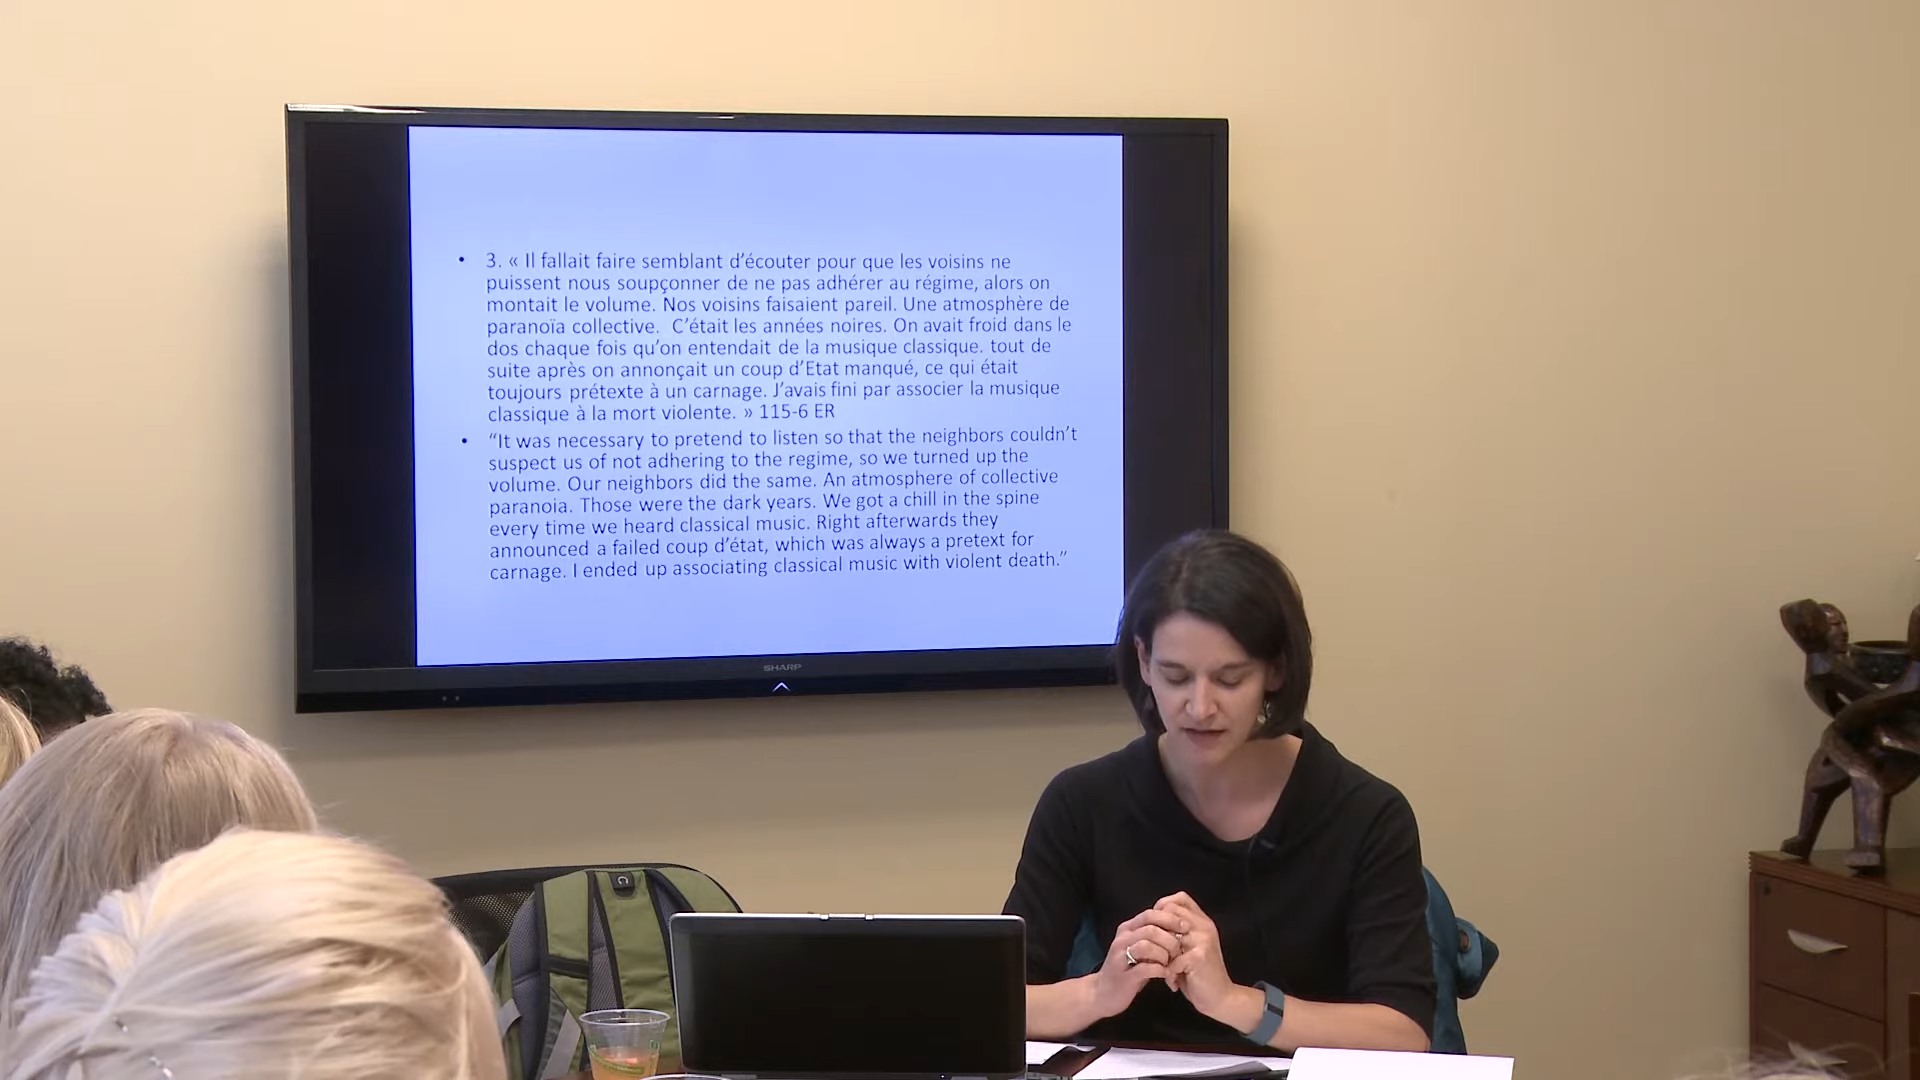 • 3. « Il fallait faire semblant d’écouter pour que les voisins ne
puissent nous soupçonner de ne pas adhérer au régime, alors on
montait le volume. Nos voisins faisaient pareil. Une atmosphère de
paranoïa collective.  C’était les années noires. On avait froid dans le
dos chaque fois qu’on entendait de la musique classique. tout de
suite après on annonçait un coup d’Etat manqué, ce qui était
toujours prétexte à un carnage. J’avais fini par associer la musique
classique à la mort violente. » 115-6 ER
• “It was necessary to pretend to listen so that the neighbors couldn’t
suspect us of not adhering to the regime, so we turned up the
volume. Our neighbors did the same. An atmosphere of collective
paranoia. Those were the dark years. We got a chill in the spine
every time we heard classical music. Right afterwards they
announced a failed coup d’état, which was always a pretext for
carnage. I ended up associating classical music with violent death.”
SHARP